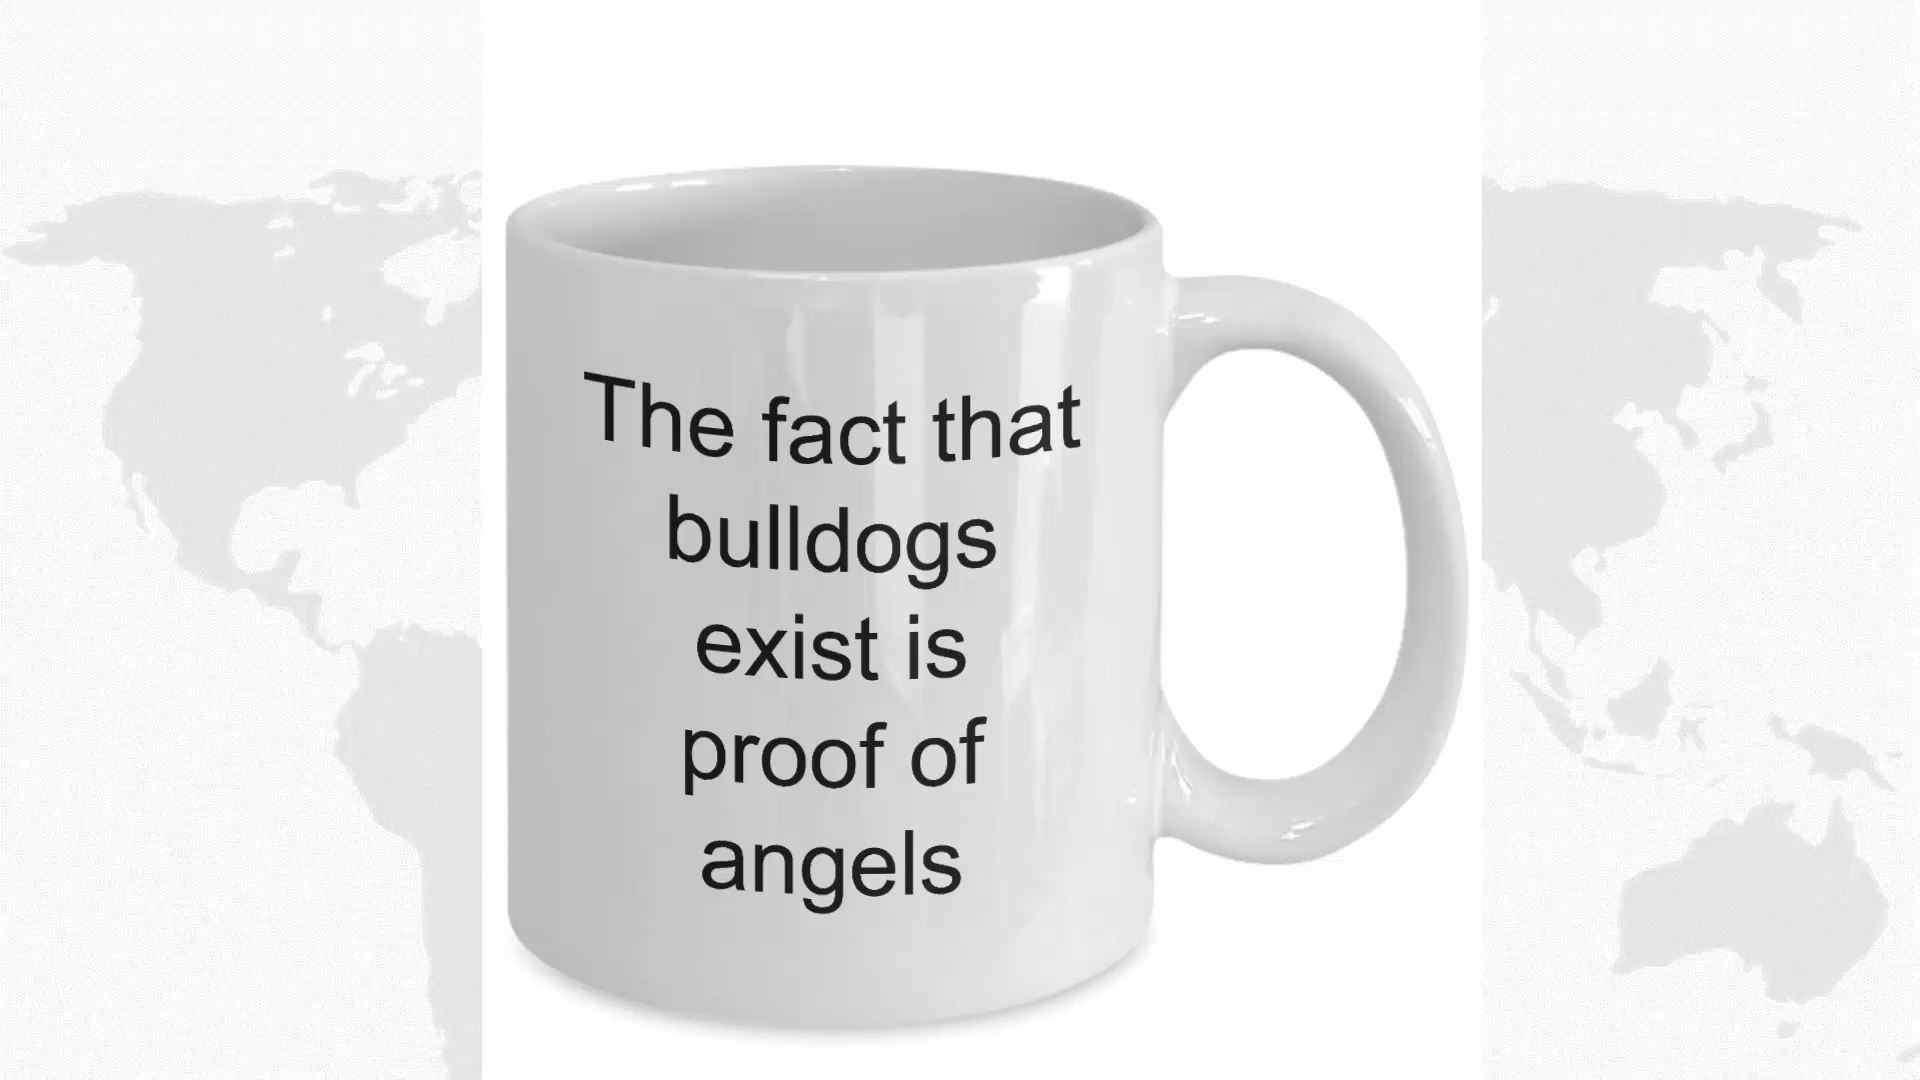 The fact that
bulldogs
exist is
proof of
angels